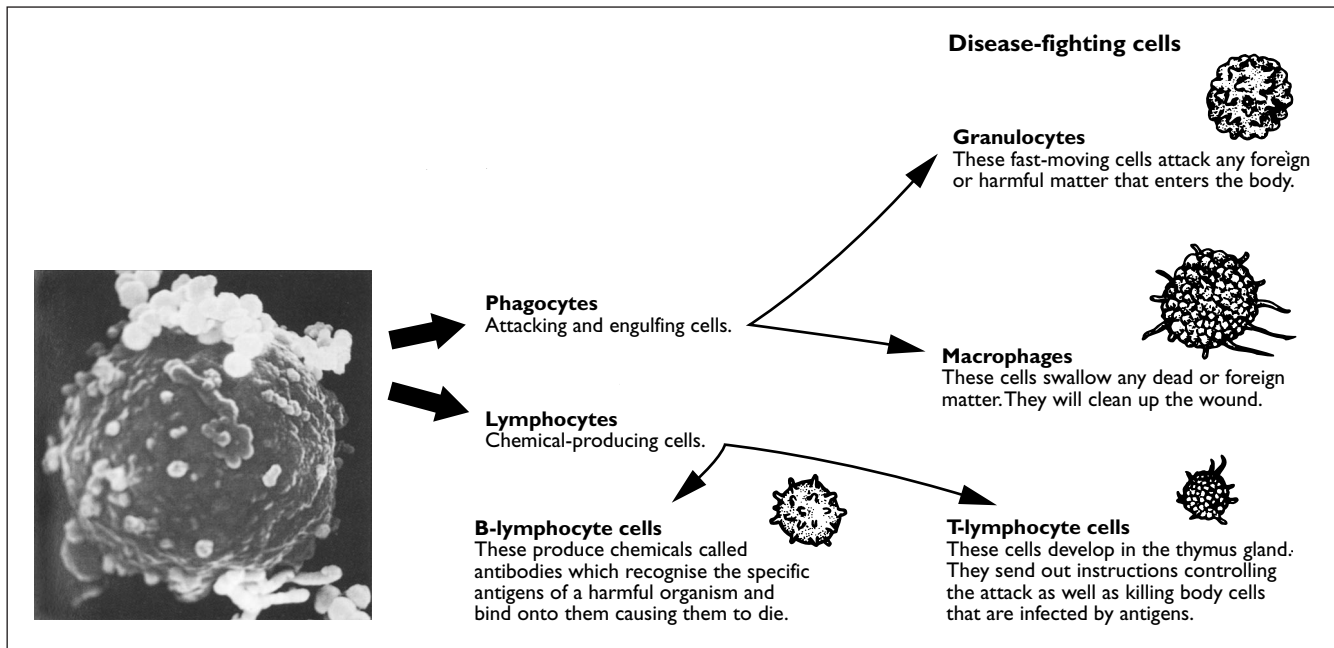 Disease-fighting cells
Granulocytes
These fast-moving cells attack any foreign
or harmful matter that enters the body.
Phagocytes
Attacking and engulfing cells.
Macrophages
These cells swallow any dead or foreign
matter. They will clean up the wound.
Lymphocytes
Chemical-producing cells.
B-lymphocyte cells
These produce chemicals called
antibodies which recognise the specific
antigens of a harmful organism and
bind onto them causing them to die.
T-lymphocyte cells
These cells develop in the thymus gland.
They send out instructions controlling
the attack as well as killing body cells
that are infected by antigens.